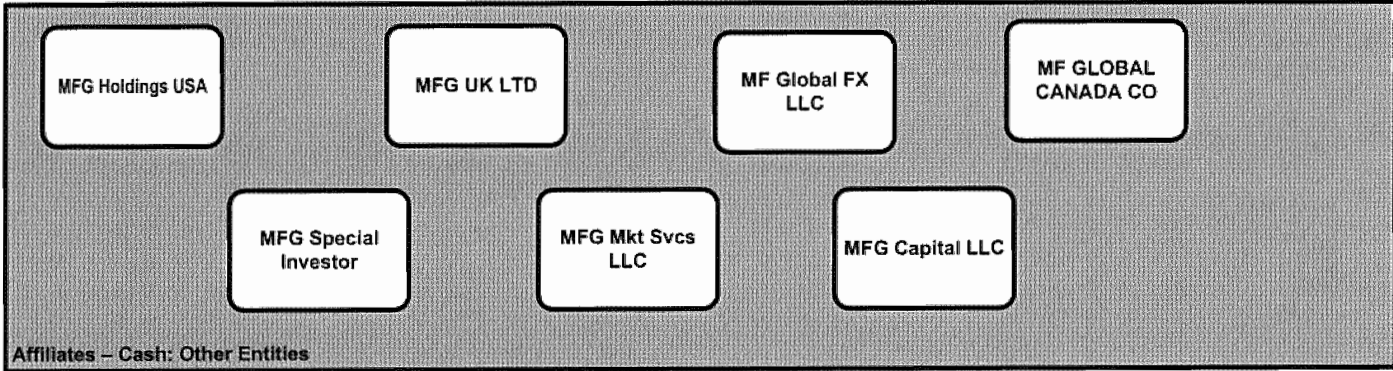 MFG Holdings USA
MFG UK LTD
MF Global FX
LLC
MF GLOBAL
CANADA CO
MFG Special
Investor
MFG Mkt Svcs
LLC
MFG Capital LLC
Affiliates – Cash: Other Entities